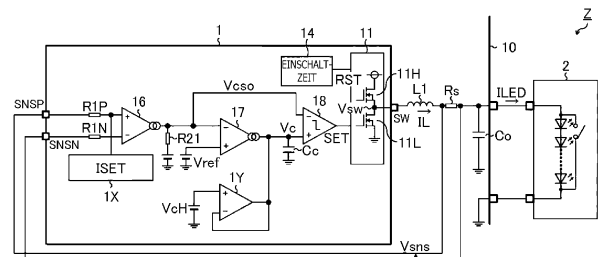 Z
1
14
EINSCHALT-
ZEIT
11
RST
11H
10
2
SNSP
R1P
16
Vcso
17
18
Vsw
SW
L1
IL
Rs
ILED
SNSN
R1N
R21
Vref
Vc
Cc
SET
11L
Co
ISET
1X
1Y
VcH
Vsns